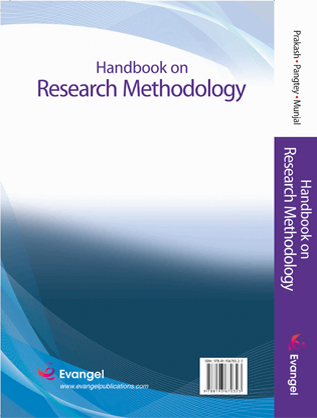 Handbook on
Research Methodology
Evangel
www.evangelpublications.com
Prakash • Pangtey • Munjal
Handbook on
Research Methodology
Evangel